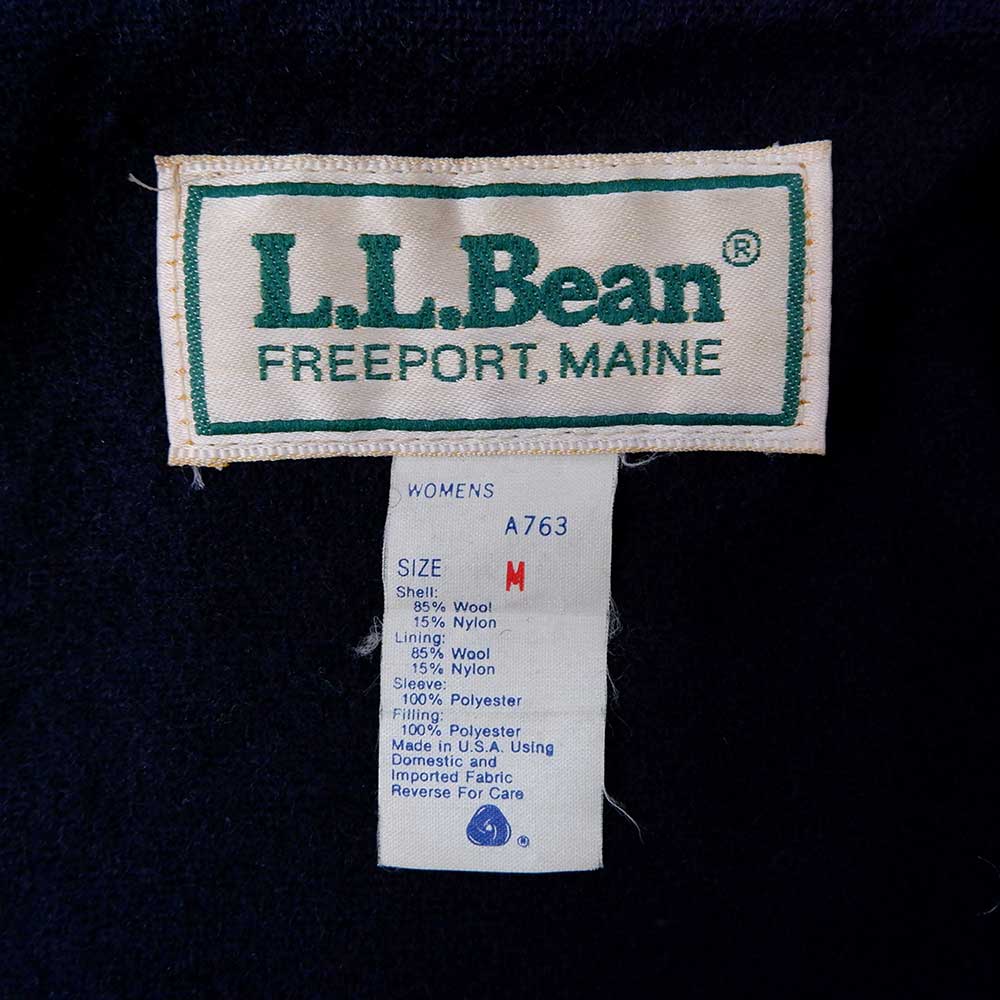 L.L.Bean®
FREEPORT, MAINE
WOMENS
A763
SIZE M
Shell:
85% Wool
15% Nylon
Lining:
85% Wool
15% Nylon
Sleeve:
100% Polyester
Filling:
100% Polyester
Made in U.S.A. Using
Domestic and
Imported Fabric
Reverse For Care
®